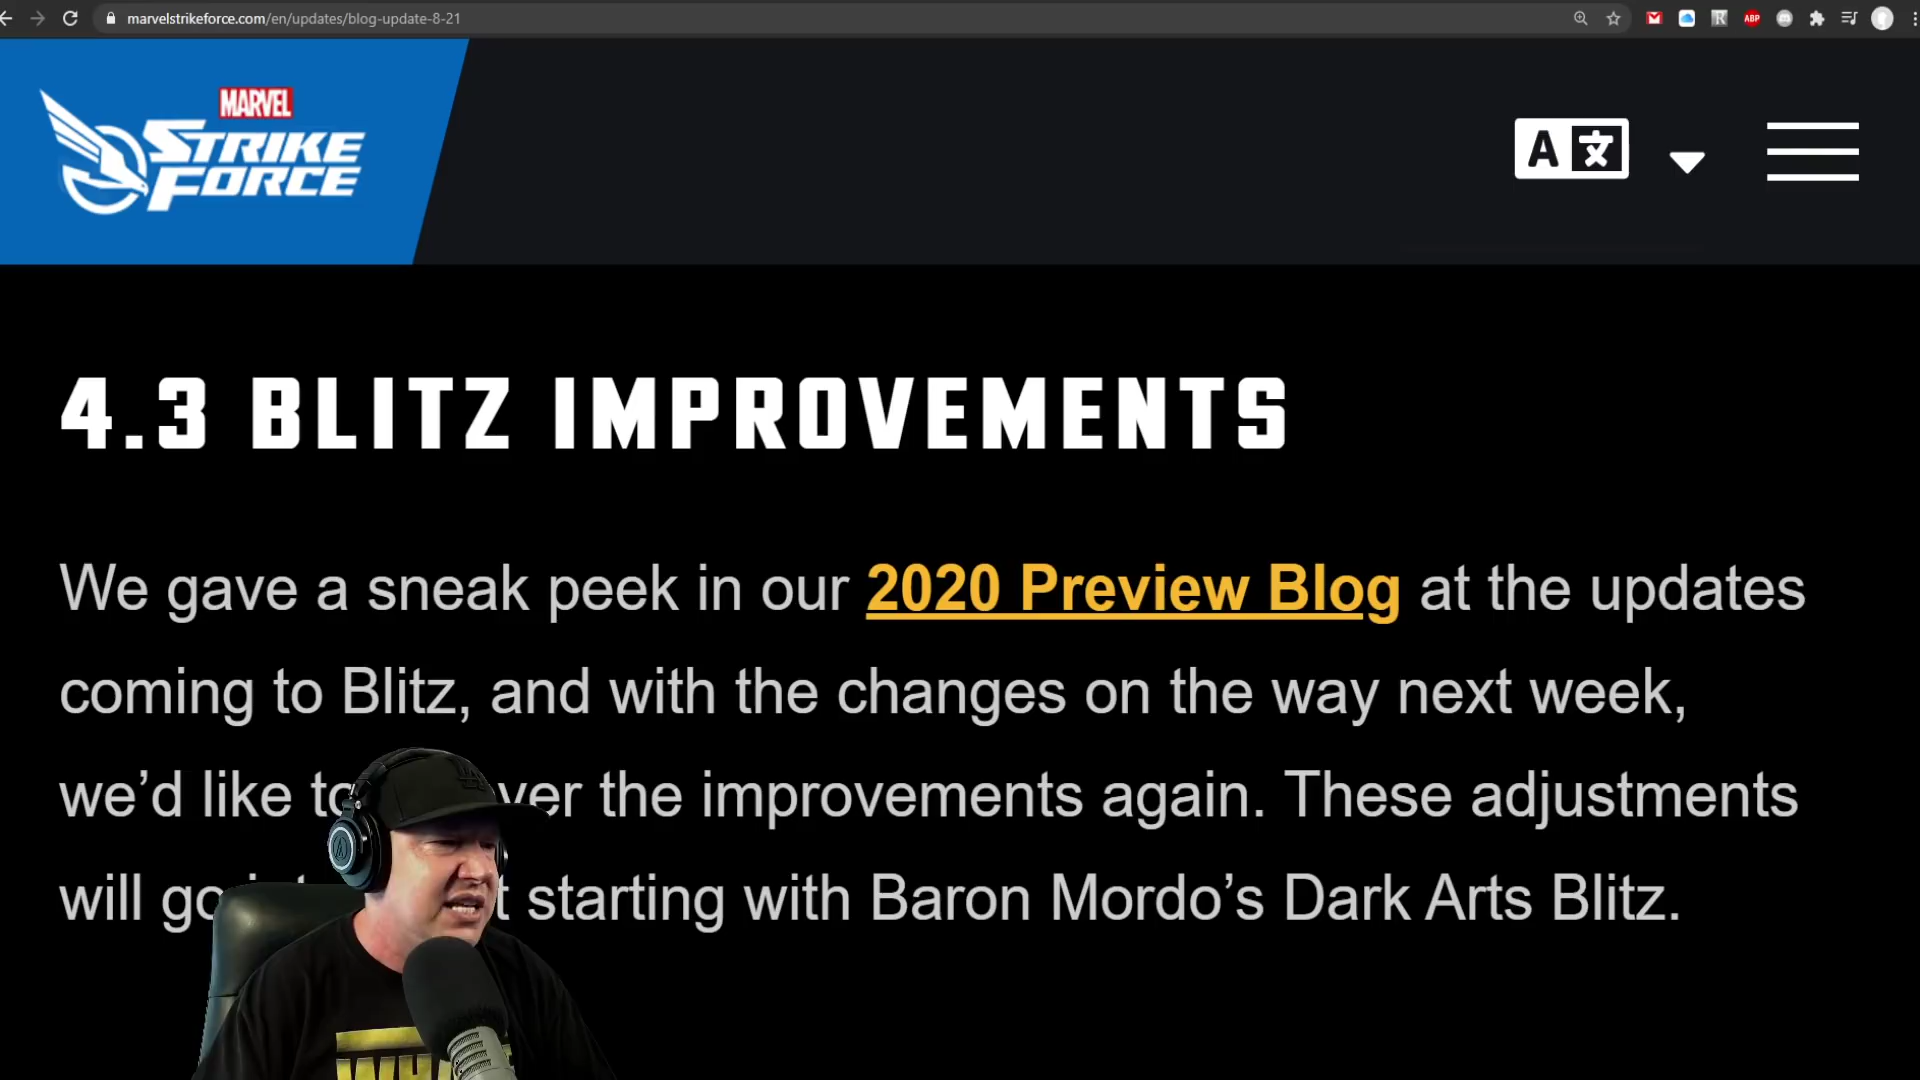 marvelstrikeforce.com/en/updates/blog-update-8-21
ABP
MARVEL
STRIKE
FORCE
A 文
4.3 BLITZ IMPROVEMENTS
We gave a sneak peek in our 2020 Preview Blog at the updates
coming to Blitz, and with the changes on the way next week,
we’d like the improvements again. These adjustments
will starting with Baron Mordo’s Dark Arts Blitz.